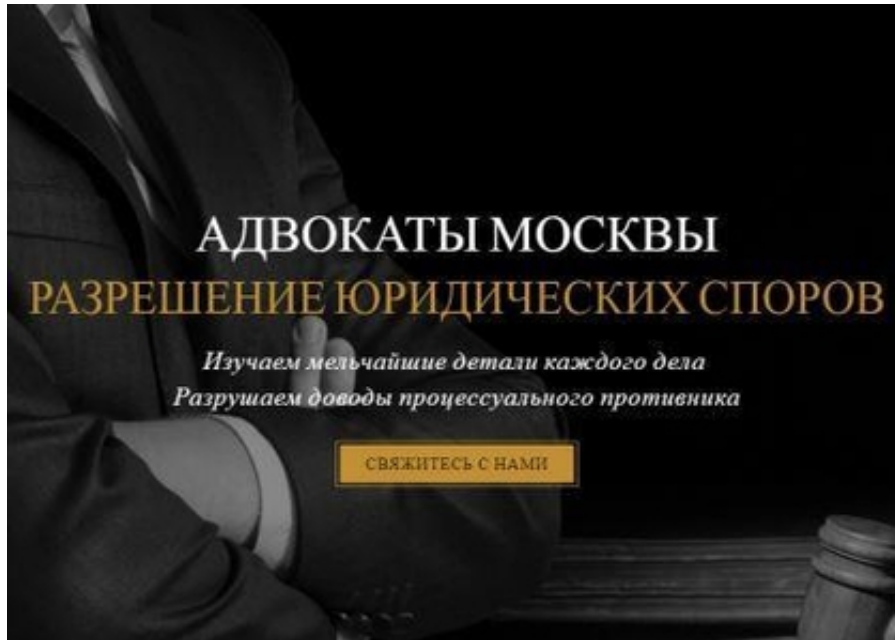 АДВОКАТЫ МОСКВЫ
РАЗРЕШЕНИЕ ЮРИДИЧЕСКИХ СПОРОВ
Изучаем мельчайшие детали каждого дела
Разрушаем доводы процессуального противника
СВЯЖИТЕСЬ С НАМИ